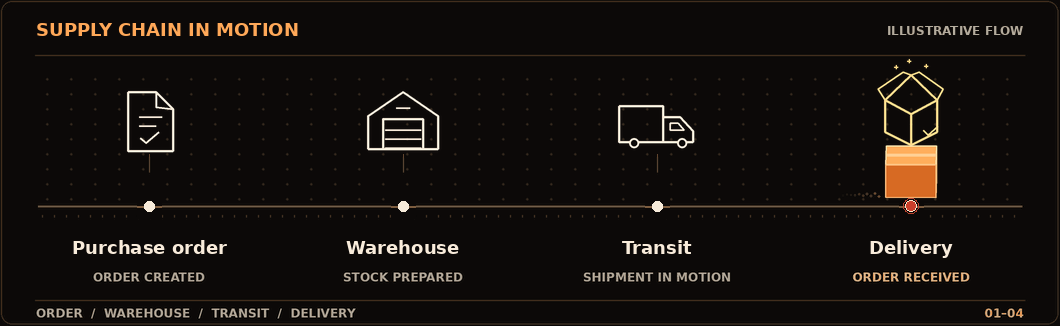 SUPPLY CHAIN IN MOTION
ILLUSTRATIVE FLOW
Purchase order
Warehouse
Transit
Delivery
ORDER CREATED
STOCK PREPARED
SHIPMENT IN MOTION
ORDER RECEIVED
ORDER / WAREHOUSE / TRANSIT / DELIVERY
01–04